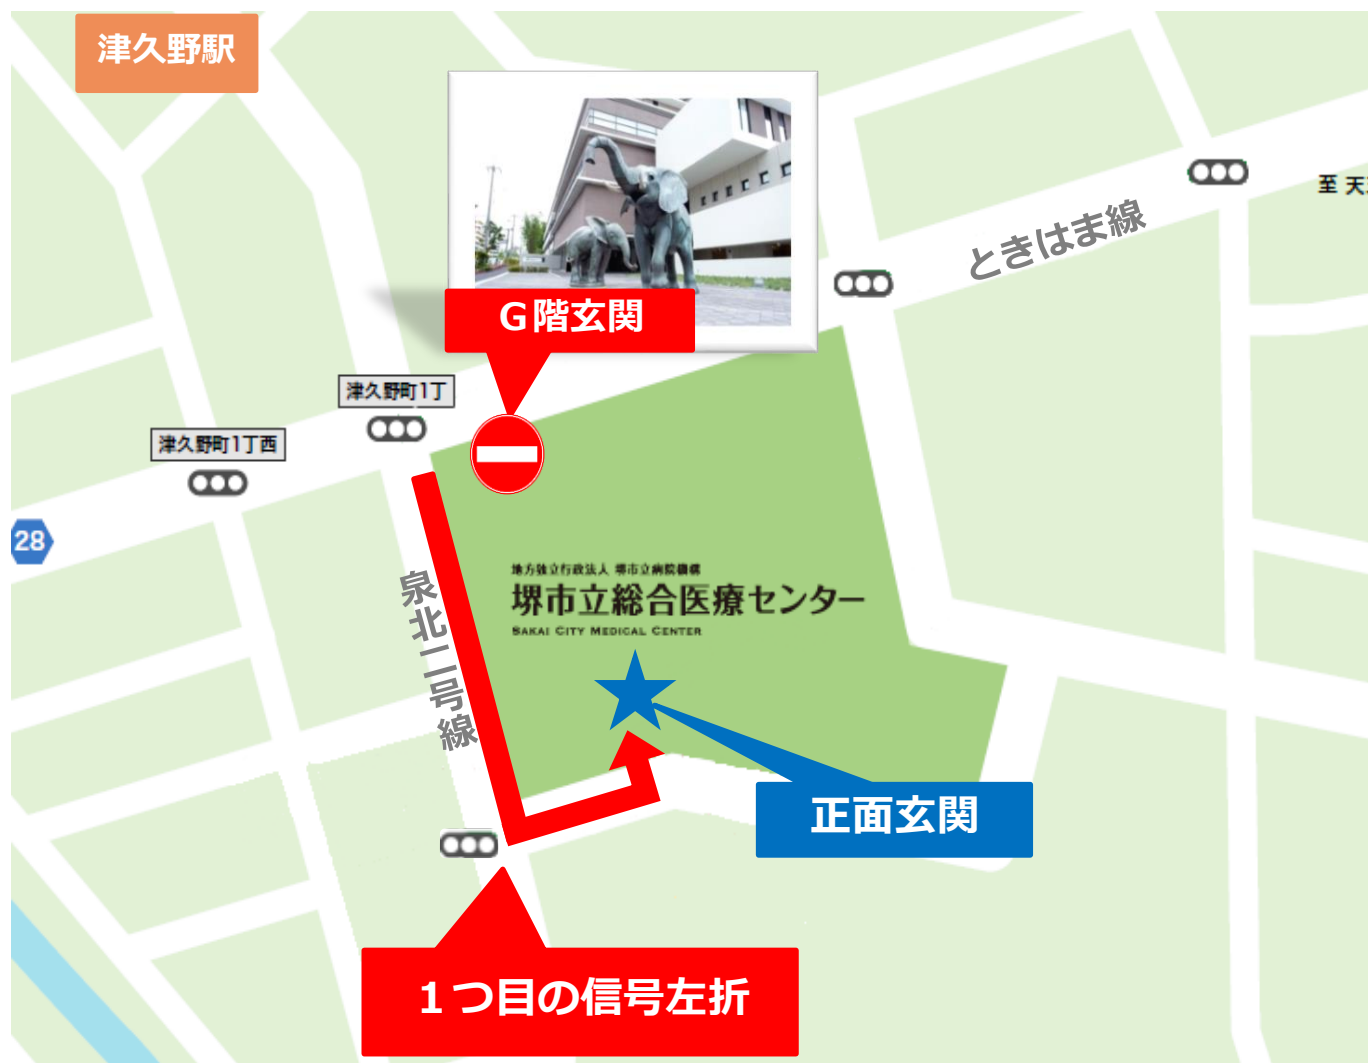 津久野駅
至 天
ときはま線
G階玄関
津久野町1丁
津久野町1丁西
28
泉北二号線
地方独立行政法人 堺市立病院機構
堺市立総合医療センター
SAKAI CITY MEDICAL CENTER
正面玄関
1つ目の信号左折